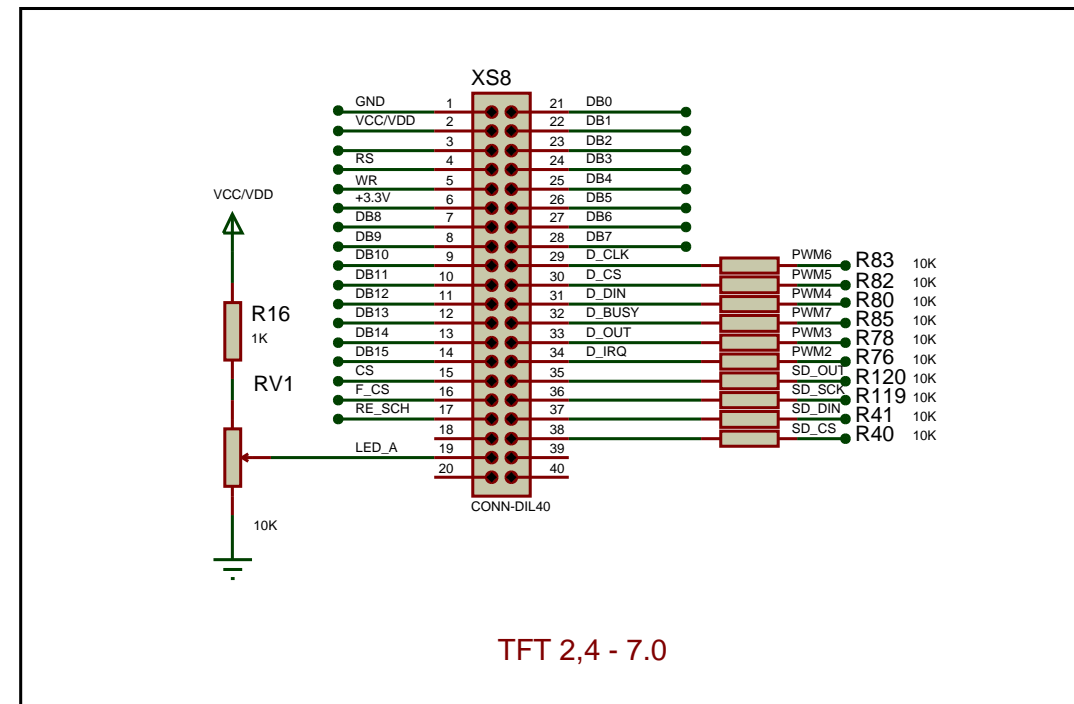 XS8
GND 1 21 DB0
VCC/VDD 2 22 DB1
3 23 DB2
RS 4 24 DB3
WR 5 25 DB4
+3.3V 6 26 DB5
DB8 7 27 DB6
DB9 8 28 DB7
DB10 9 29 D_CLK PWM6 R83 10K
DB11 10 30 D_CS PWM5 R82 10K
DB12 11 31 D_DIN PWM4 R80 10K
DB13 12 32 D_BUSY PWM7 R85 10K
DB14 13 33 D_OUT PWM3 R78 10K
DB15 14 34 D_IRQ PWM2 R76 10K
CS 15 35 SD_OUT R120 10K
F_CS 16 36 SD_SCK R119 10K
RE_SCH 17 37 SD_DIN R41 10K
18 38 SD_CS R40 10K
LED_A 19 39
20 40
CONN-DIL40
VCC/VDD
R16
1K
RV1
10K
TFT 2,4 - 7.0